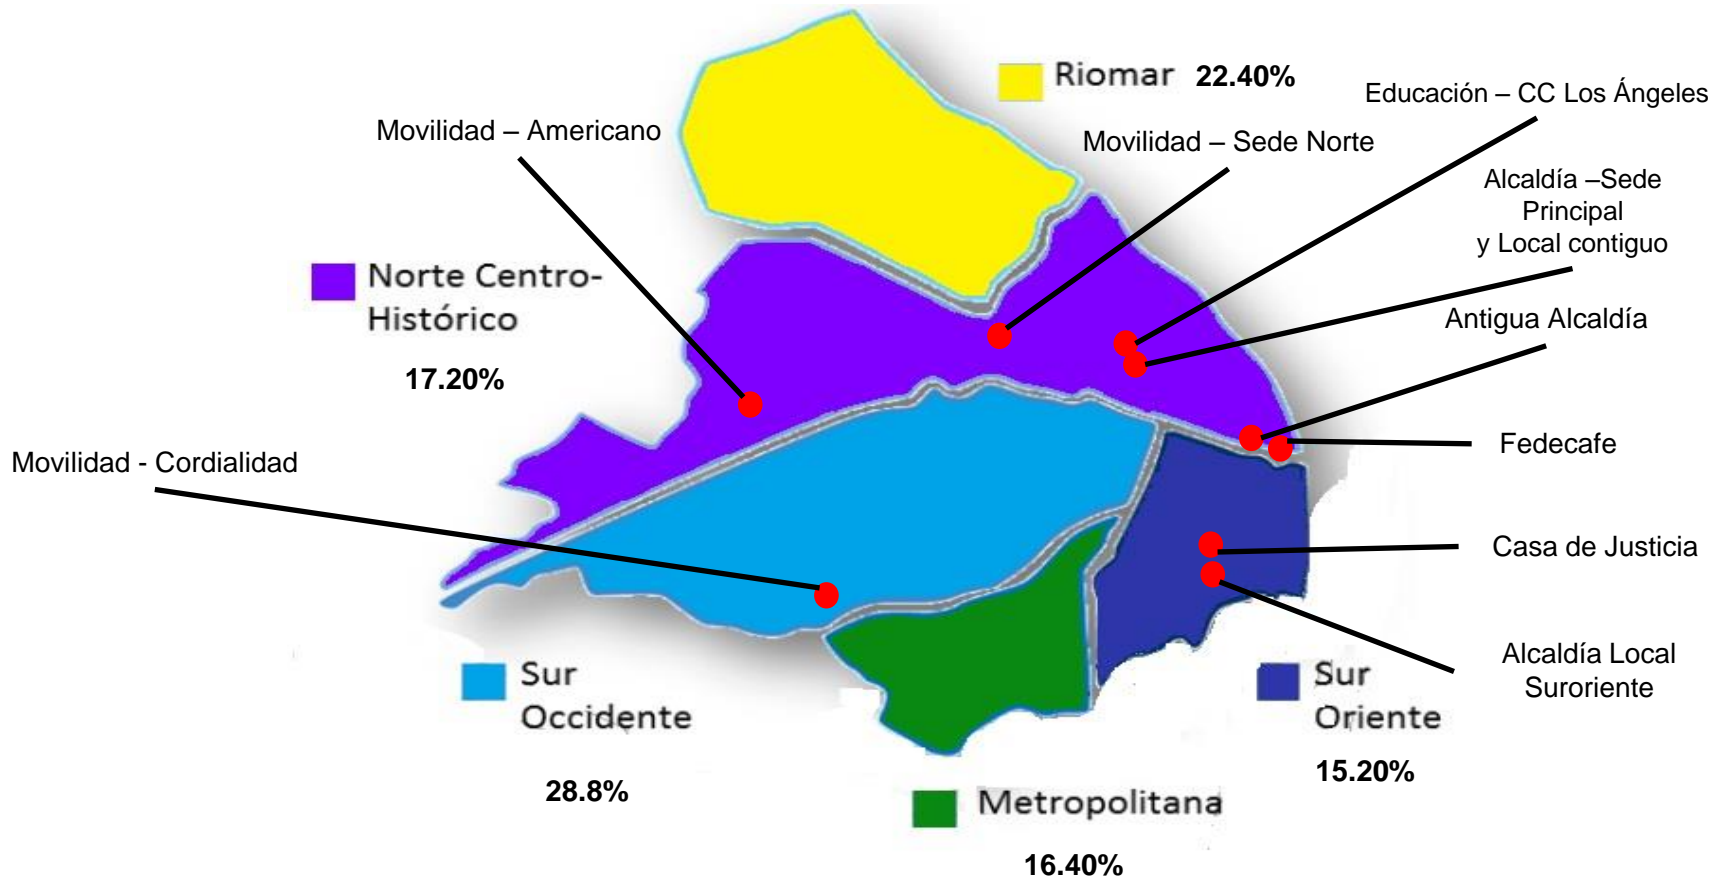 Riomar 22.40%
Educación – CC Los Ángeles
Movilidad – Americano
Movilidad – Sede Norte
Alcaldía –Sede
Principal
y Local contiguo
Norte Centro-
Histórico
17.20%
Antigua Alcaldía
Fedecafe
Movilidad - Cordialidad
Casa de Justicia
Alcaldía Local
Suroriente
Sur
Occidente
28.8%
Sur
Oriente
15.20%
Metropolitana
16.40%